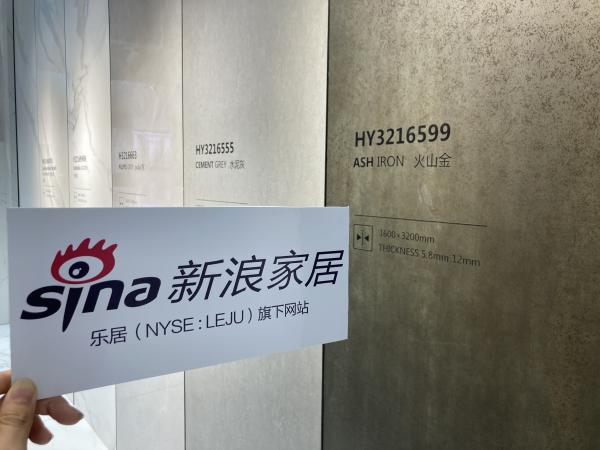 HY3216599
ASH IRON 火山金
1600×3200mm
THICKNESS 5.8mm 12mm
HY3216555
CEMENT GREY 水泥灰
sina 新浪家居
乐居(NYSE:LEJU)旗下网站